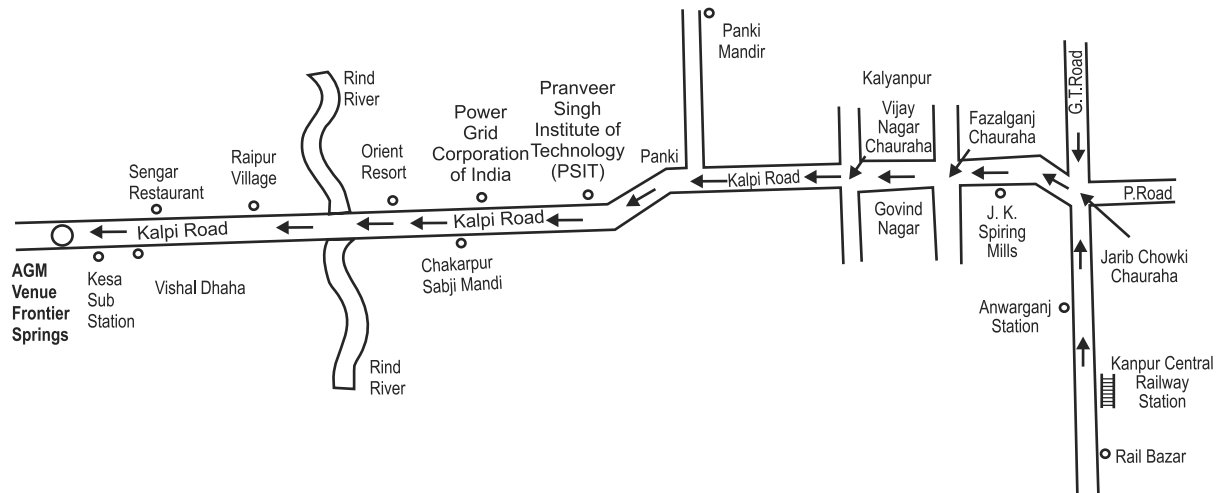 Panki
Mandir
G.T.Road
Rind
River
Kalyanpur
Vijay
Nagar
Chauraha
Fazalganj
Chauraha
Pranveer
Singh
Institute of
Technology
(PSIT)
Power
Grid
Corporation
of India
Orient
Resort
Raipur
Village
Sengar
Restaurant
Panki
Kalpi Road
P.Road
Kalpi Road
Kalpi Road
Govind
Nagar
J. K.
Spiring
Mills
Jarib Chowki
Chauraha
Chakarpur
Sabji Mandi
AGM
Venue
Frontier
Springs
Kesa
Sub
Station
Vishal Dhaha
Anwarganj
Station
Rind
River
Kanpur Central
Railway
Station
Rail Bazar